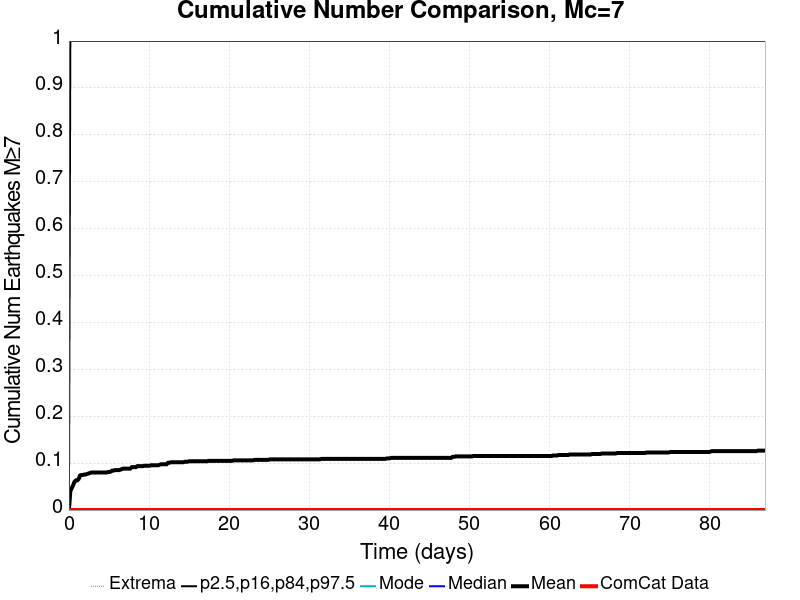 Cumulative Number Comparison, Mc=7
Cumulative Num Earthquakes M≥7
1
0.9
0.8
0.7
0.6
0.5
0.4
0.3
0.2
0.1
0
0 10 20 30 40 50 60 70 80
Time (days)
Extrema p2.5,p16,p84,p97.5 Mode Median Mean ComCat Data